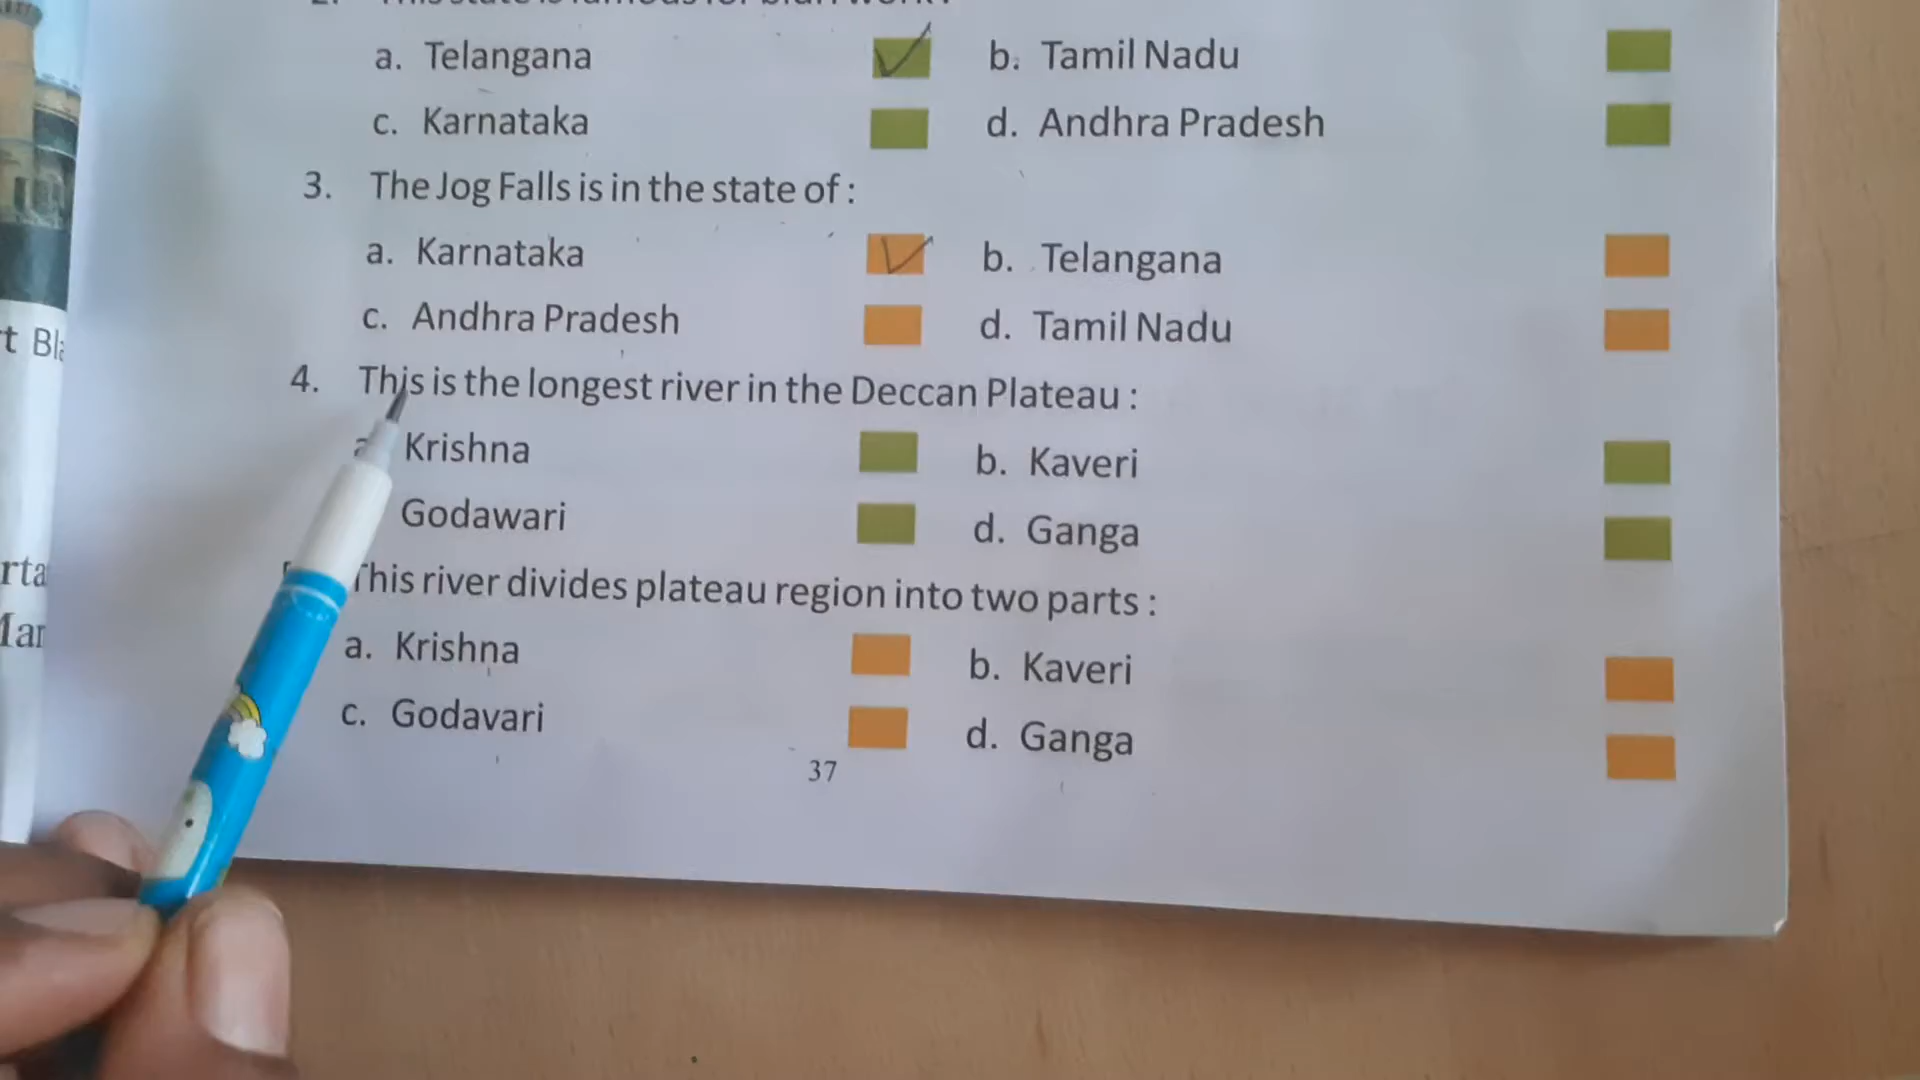 a. Telangana b. Tamil Nadu
c. Karnataka d. Andhra Pradesh
3. The Jog Falls is in the state of :
a. Karnataka b. Telangana
c. Andhra Pradesh d. Tamil Nadu
4. This is the longest river in the Deccan Plateau :
a Krishna b. Kaveri
Godawari d. Ganga
This river divides plateau region into two parts :
a. Krishna b. Kaveri
c. Godavari d. Ganga
37